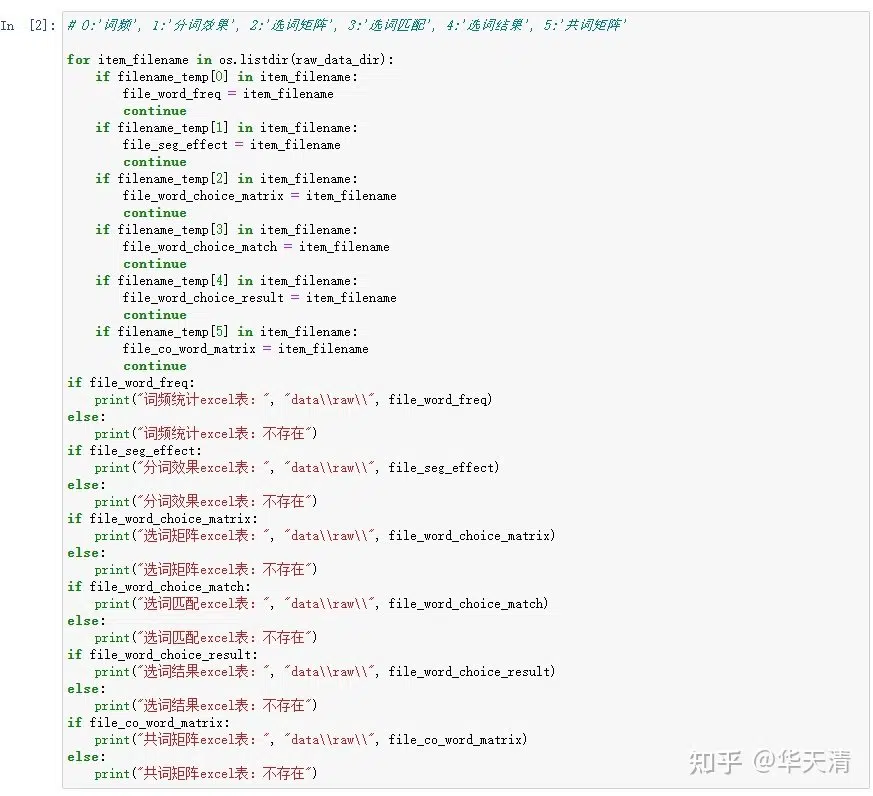 In [2]: # 0:'词频', 1:'分词效果', 2:'选词矩阵', 3:'选词匹配', 4:'选词结果', 5:'共词矩阵'
for item_filename in os.listdir(raw_data_dir):
    if filename_temp[0] in item_filename:
        file_word_freq = item_filename
        continue
    if filename_temp[1] in item_filename:
        file_seg_effect = item_filename
        continue
    if filename_temp[2] in item_filename:
        file_word_choice_matrix = item_filename
        continue
    if filename_temp[3] in item_filename:
        file_word_choice_match = item_filename
        continue
    if filename_temp[4] in item_filename:
        file_word_choice_result = item_filename
        continue
    if filename_temp[5] in item_filename:
        file_co_word_matrix = item_filename
        continue
if file_word_freq:
    print("词频统计excel表：", "data\\raw\\", file_word_freq)
else:
    print("词频统计excel表：不存在")
if file_seg_effect:
    print("分词效果excel表：", "data\\raw\\", file_seg_effect)
else:
    print("分词效果excel表：不存在")
if file_word_choice_matrix:
    print("选词矩阵excel表：", "data\\raw\\", file_word_choice_matrix)
else:
    print("选词矩阵excel表：不存在")
if file_word_choice_match:
    print("选词匹配excel表：", "data\\raw\\", file_word_choice_match)
else:
    print("选词匹配excel表：不存在")
if file_word_choice_result:
    print("选词结果excel表：", "data\\raw\\", file_word_choice_result)
else:
    print("选词结果excel表：不存在")
if file_co_word_matrix:
    print("共词矩阵excel表：", "data\\raw\\", file_co_word_matrix)
else:
    print("共词矩阵excel表：不存在")
知乎 @华天清